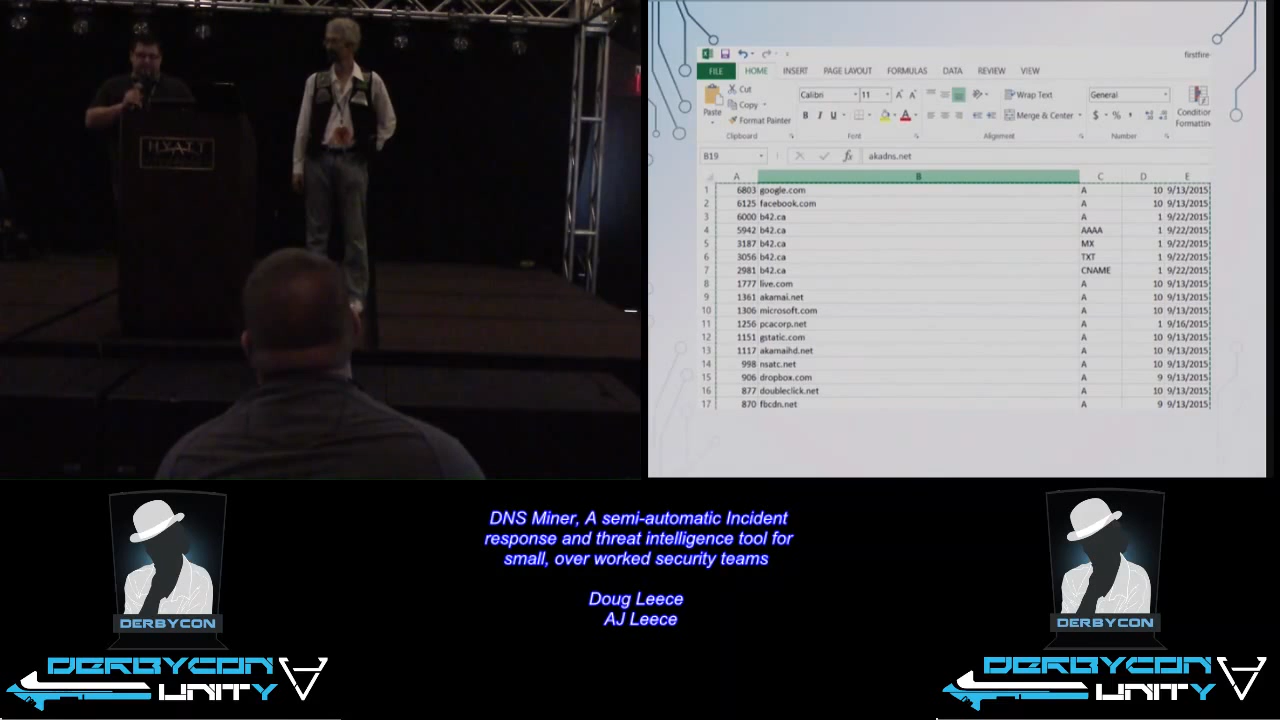 HYATT
firstfire
FILE HOME INSERT PAGE LAYOUT FORMULAS DATA REVIEW VIEW
Paste
Cut
Copy
Format Painter
Calibri 11
B I U
Wrap Text
Merge & Center
General
$ % ,
Condition
Formattin
Clipboard Font Alignment Number
B19 fx akadns.net
A B C D E
1 6803 google.com A 10 9/13/2015
2 6125 facebook.com A 10 9/13/2015
3 6000 b42.ca A 1 9/22/2015
4 5942 b42.ca AAAA 1 9/22/2015
5 3187 b42.ca MX 1 9/22/2015
6 3056 b42.ca TXT 1 9/22/2015
7 2981 b42.ca CNAME 1 9/22/2015
8 1777 live.com A 10 9/13/2015
9 1361 akamai.net A 10 9/13/2015
10 1306 microsoft.com A 10 9/13/2015
11 1256 pcacorp.net A 1 9/16/2015
12 1151 gstatic.com A 10 9/13/2015
13 1117 akamaihd.net A 10 9/13/2015
14 998 nsatc.net A 10 9/13/2015
15 906 dropbox.com A 9 9/13/2015
16 877 doubleclick.net A 10 9/13/2015
17 870 fbcdn.net A 9 9/13/2015
DNS Miner, A semi-automatic Incident
response and threat intelligence tool for
small, over worked security teams
Doug Leece
AJ Leece
DERBYCON
DERBYCON
UNITY
DERBYCON
DERBYCON
UNITY